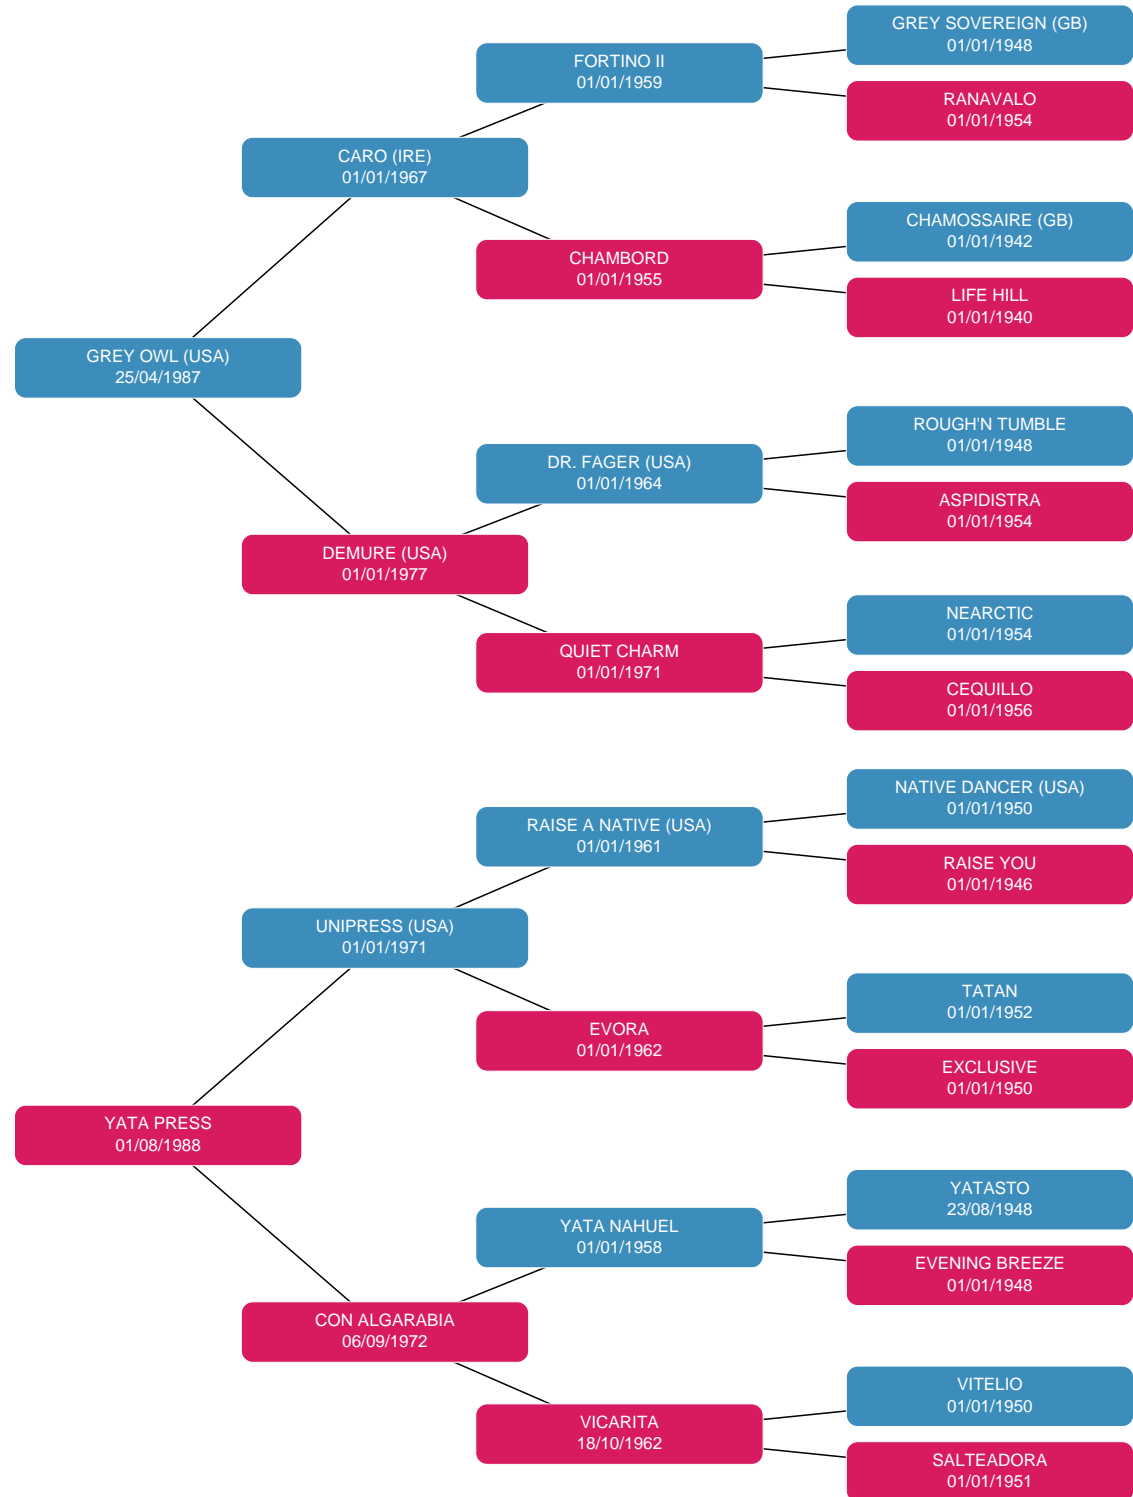 GREY SOVEREIGN (GB)
01/01/1948
FORTINO II
01/01/1959
RANAVALO
01/01/1954
CARO (IRE)
01/01/1967
CHAMOSSAIRE (GB)
01/01/1942
CHAMBORD
01/01/1955
LIFE HILL
01/01/1940
GREY OWL (USA)
25/04/1987
ROUGH'N TUMBLE
01/01/1948
DR. FAGER (USA)
01/01/1964
ASPIDISTRA
01/01/1954
DEMURE (USA)
01/01/1977
NEARCTIC
01/01/1954
QUIET CHARM
01/01/1971
CEQUILLO
01/01/1956
NATIVE DANCER (USA)
01/01/1950
RAISE A NATIVE (USA)
01/01/1961
RAISE YOU
01/01/1946
UNIPRESS (USA)
01/01/1971
TATAN
01/01/1952
EVORA
01/01/1962
EXCLUSIVE
01/01/1950
YATA PRESS
01/08/1988
YATASTO
23/08/1948
YATA NAHUEL
01/01/1958
EVENING BREEZE
01/01/1948
CON ALGARABIA
06/09/1972
VITELIO
01/01/1950
VICARITA
18/10/1962
SALTEADORA
01/01/1951